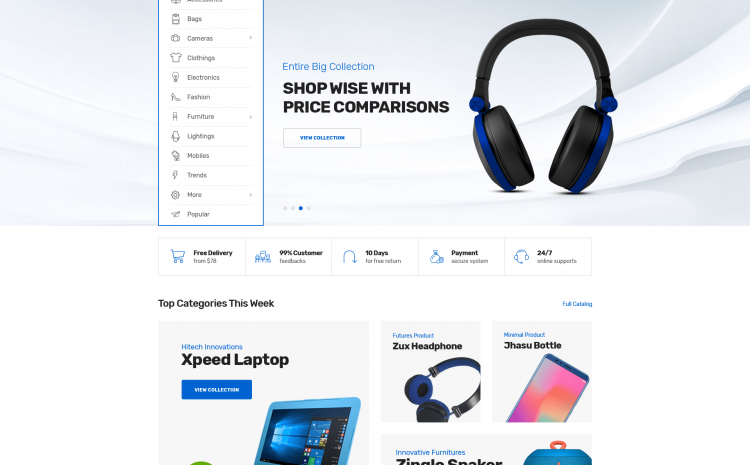 Accessories
Bags
Cameras
Clothings
Electronics
Fashion
Furniture
Lightings
Mobiles
Trends
More
Popular
Entire Big Collection
SHOP WISE WITH
PRICE COMPARISONS
VIEW COLLECTION
Free Delivery
from $78
99% Customer
feedbacks
10 Days
for free return
Payment
secure system
24/7
online supports
Top Categories This Week
Full Catalog
Hitech Innovations
Xpeed Laptop
VIEW COLLECTION
Futures Product
Zux Headphone
Minimal Product
Jhasu Bottle
Innovative Furnitures
Zingle Speaker